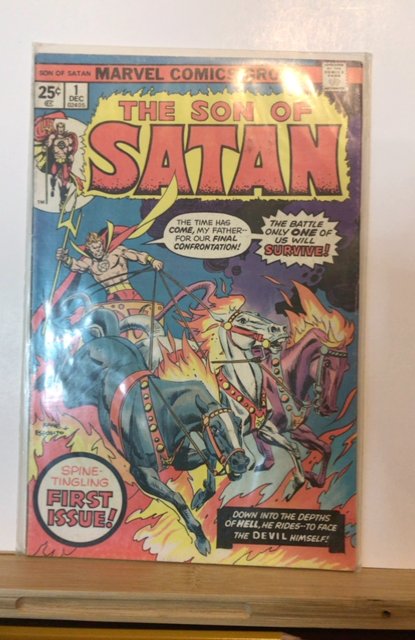 SON OF SATAN MARVEL COMICS GROUP
25¢ 1
DEC
02405
THE SON OF
SATAN
THE TIME HAS
COME, MY FATHER--
FOR OUR FINAL
CONFRONTATION!
THE BATTLE
ONLY ONE OF
US WILL
SURVIVE!
SPINE-
TINGLING
FIRST
ISSUE!
DOWN INTO THE DEPTHS
OF HELL, HE RIDES--TO FACE
THE DEVIL HIMSELF!